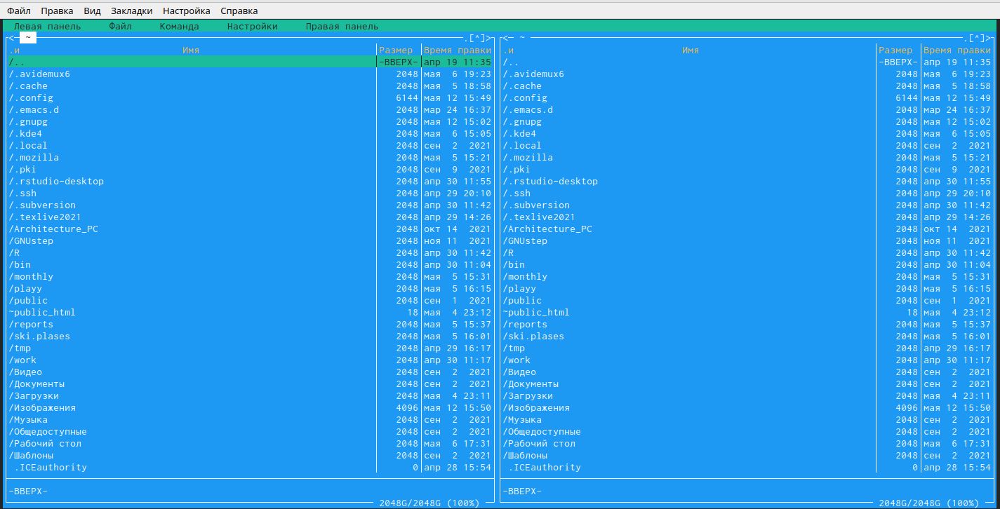 Файл Правка Вид Закладки Настройка Справка
Левая панель Файл Команда Настройки Правая панель
<─ ~ .[^]> <─ ~ .[^]>
.и Имя Размер Время правки .и Имя Размер Время правки
/.. -ВВЕРХ- апр 19 11:35 /.. -ВВЕРХ- апр 19 11:35
/.avidemux6 2048 мая 6 19:23 /.avidemux6 2048 мая 6 19:23
/.cache 2048 мая 5 18:58 /.cache 2048 мая 5 18:58
/.config 6144 мая 12 15:49 /.config 6144 мая 12 15:49
/.emacs.d 2048 мар 24 16:37 /.emacs.d 2048 мар 24 16:37
/.gnupg 2048 мая 12 15:02 /.gnupg 2048 мая 12 15:02
/.kde4 2048 мая 6 15:05 /.kde4 2048 мая 6 15:05
/.local 2048 сен 2 2021 /.local 2048 сен 2 2021
/.mozilla 2048 мая 5 15:21 /.mozilla 2048 мая 5 15:21
/.pki 2048 сен 9 2021 /.pki 2048 сен 9 2021
/.rstudio-desktop 2048 апр 30 11:55 /.rstudio-desktop 2048 апр 30 11:55
/.ssh 2048 апр 29 20:10 /.ssh 2048 апр 29 20:10
/.subversion 2048 апр 30 11:42 /.subversion 2048 апр 30 11:42
/.texlive2021 2048 апр 29 14:26 /.texlive2021 2048 апр 29 14:26
/Architecture_PC 2048 окт 14 2021 /Architecture_PC 2048 окт 14 2021
/GNUstep 2048 ноя 11 2021 /GNUstep 2048 ноя 11 2021
/R 2048 апр 30 11:42 /R 2048 апр 30 11:42
/bin 2048 апр 30 11:04 /bin 2048 апр 30 11:04
/monthly 2048 мая 5 15:31 /monthly 2048 мая 5 15:31
/playy 2048 мая 5 16:15 /playy 2048 мая 5 16:15
/public 2048 сен 1 2021 /public 2048 сен 1 2021
~public_html 18 мая 4 23:12 ~public_html 18 мая 4 23:12
/reports 2048 мая 5 15:37 /reports 2048 мая 5 15:37
/ski.plases 2048 мая 5 16:01 /ski.plases 2048 мая 5 16:01
/tmp 2048 апр 29 16:17 /tmp 2048 апр 29 16:17
/work 2048 апр 30 11:17 /work 2048 апр 30 11:17
/Видео 2048 сен 2 2021 /Видео 2048 сен 2 2021
/Документы 2048 сен 2 2021 /Документы 2048 сен 2 2021
/Загрузки 2048 мая 4 23:11 /Загрузки 2048 мая 4 23:11
/Изображения 4096 мая 12 15:50 /Изображения 4096 мая 12 15:50
/Музыка 2048 сен 2 2021 /Музыка 2048 сен 2 2021
/Общедоступные 2048 сен 2 2021 /Общедоступные 2048 сен 2 2021
/Рабочий стол 2048 мая 6 17:31 /Рабочий стол 2048 мая 6 17:31
/Шаблоны 2048 сен 2 2021 /Шаблоны 2048 сен 2 2021
.ICEauthority 0 апр 28 15:54 .ICEauthority 0 апр 28 15:54
-ВВЕРХ- -ВВЕРХ-
2048G/2048G (100%) 2048G/2048G (100%)